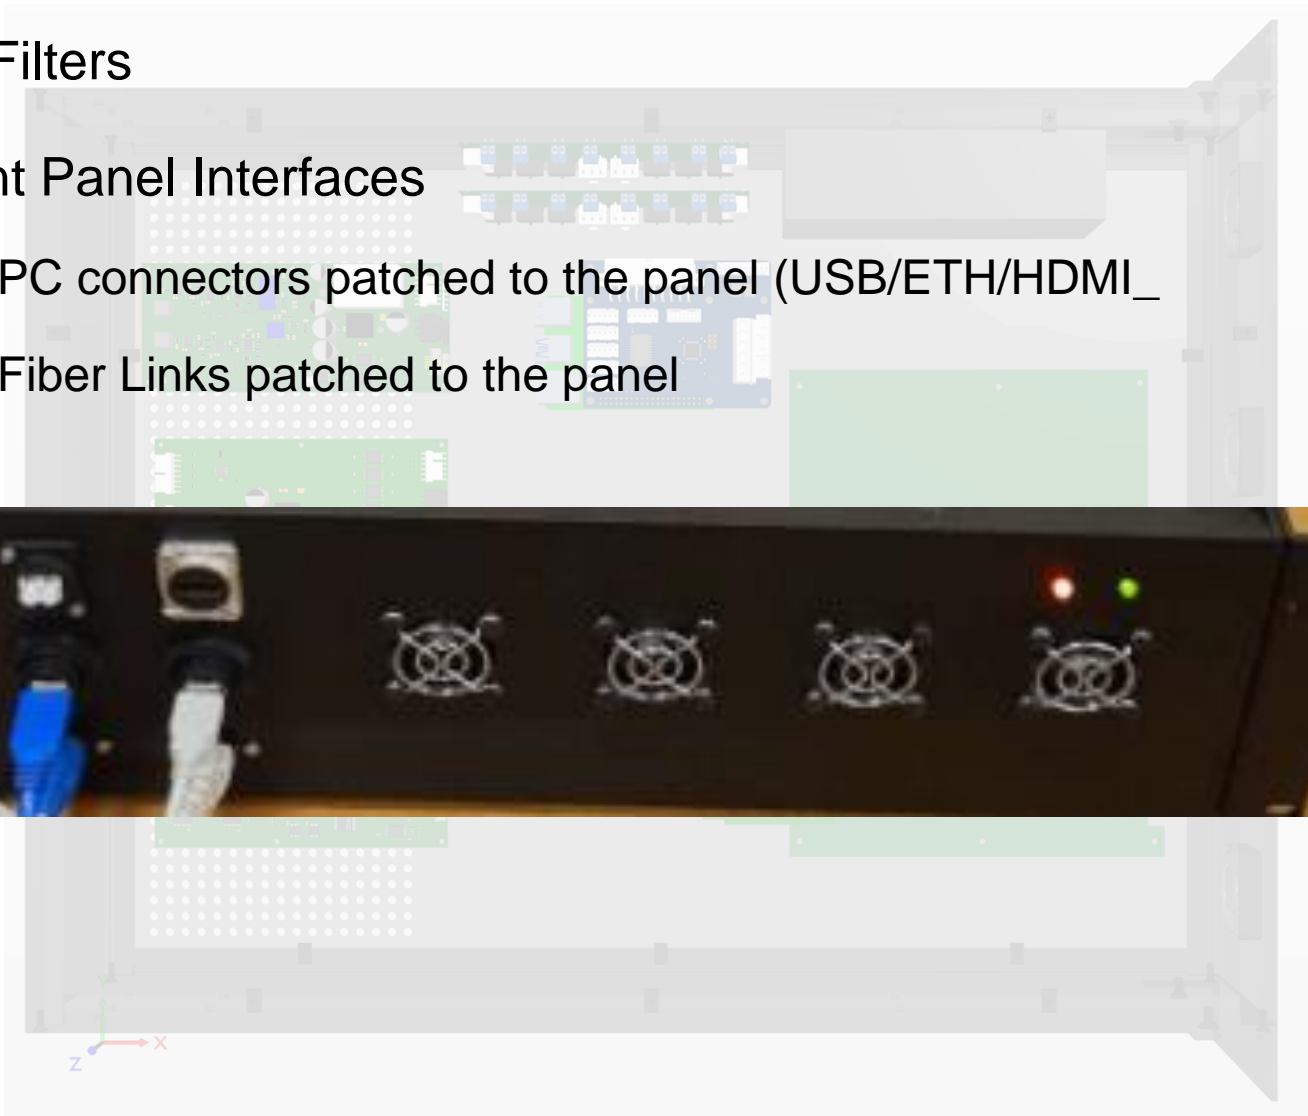 Filters
nt Panel Interfaces
PC connectors patched to the panel (USB/ETH/HDMI_
Fiber Links patched to the panel
Z X